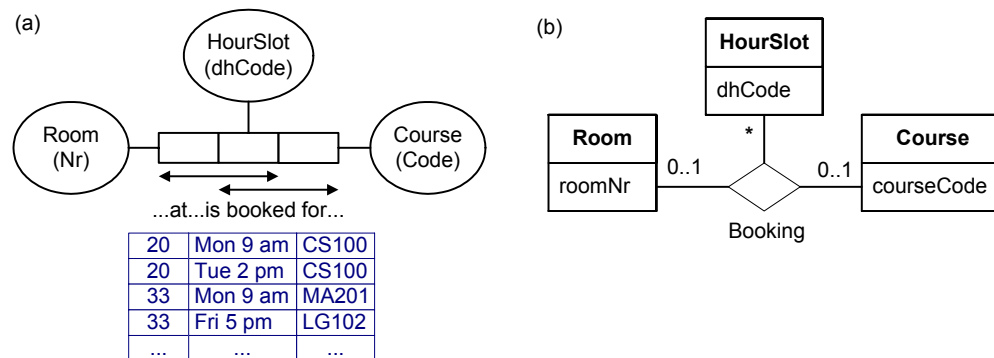 (a)
HourSlot
(dhCode)
Room
(Nr)
Course
(Code)
...at...is booked for...
20 Mon 9 am CS100
20 Tue 2 pm CS100
33 Mon 9 am MA201
33 Fri 5 pm LG102
... ... ...
(b)
HourSlot
dhCode
*
Room
roomNr
0..1
0..1
Course
courseCode
Booking